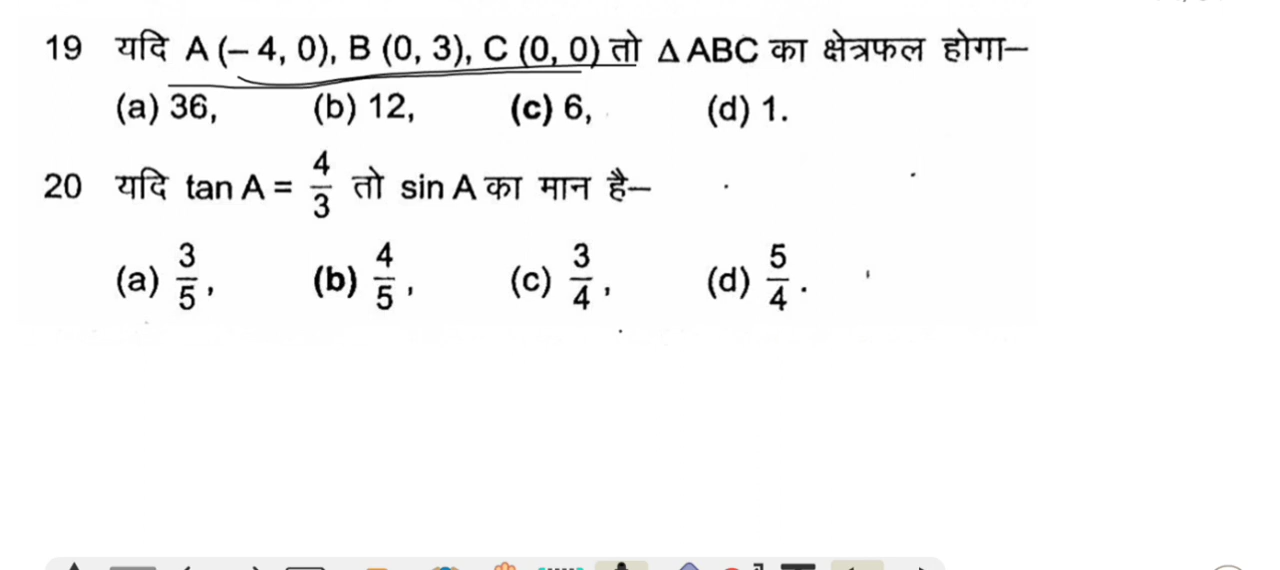 19 यदि A (– 4, 0), B (0, 3), C (0, 0) तो Δ ABC का क्षेत्रफल होगा–
(a) 36, (b) 12, (c) 6, (d) 1.
20 यदि tan A = 4/3 तो sin A का मान है–
(a) 3/5, (b) 4/5, (c) 3/4, (d) 5/4.